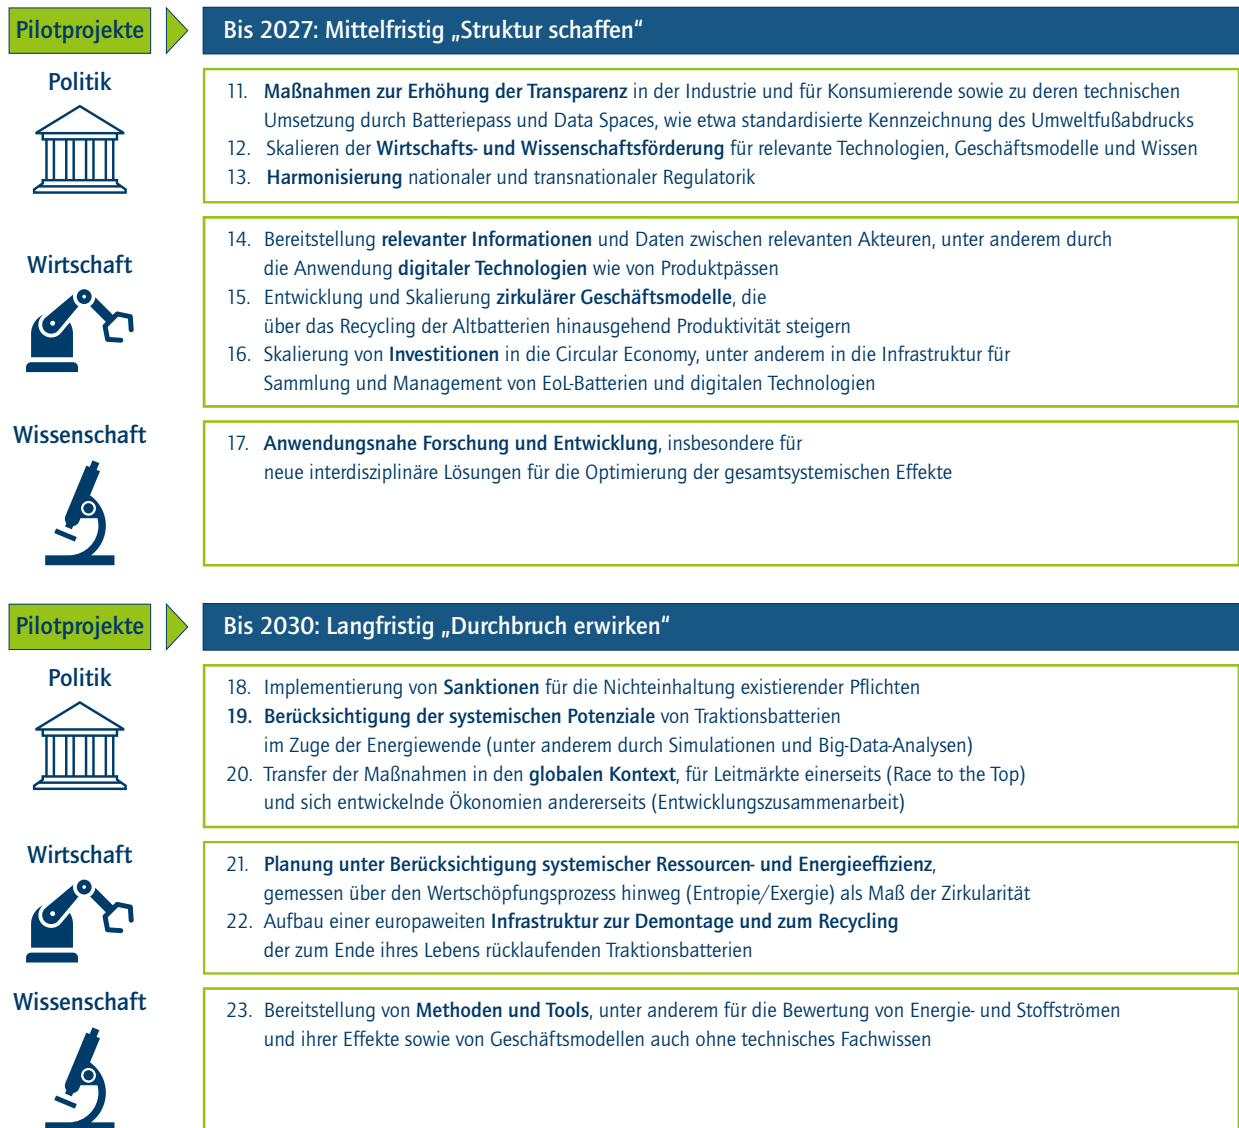 Pilotprojekte
Bis 2027: Mittelfristig „Struktur schaffen“
Politik
11. Maßnahmen zur Erhöhung der Transparenz in der Industrie und für Konsumierende sowie zu deren technischen
Umsetzung durch Batteriepass und Data Spaces, wie etwa standardisierte Kennzeichnung des Umweltfußabdrucks
12. Skalieren der Wirtschafts- und Wissenschaftsförderung für relevante Technologien, Geschäftsmodelle und Wissen
13. Harmonisierung nationaler und transnationaler Regulatorik
Wirtschaft
14. Bereitstellung relevanter Informationen und Daten zwischen relevanten Akteuren, unter anderem durch
die Anwendung digitaler Technologien wie von Produktpässen
15. Entwicklung und Skalierung zirkulärer Geschäftsmodelle, die
über das Recycling der Altbatterien hinausgehend Produktivität steigern
16. Skalierung von Investitionen in die Circular Economy, unter anderem in die Infrastruktur für
Sammlung und Management von EoL-Batterien und digitalen Technologien
Wissenschaft
17. Anwendungsnahe Forschung und Entwicklung, insbesondere für
neue interdisziplinäre Lösungen für die Optimierung der gesamtsystemischen Effekte
Pilotprojekte
Bis 2030: Langfristig „Durchbruch erwirken“
Politik
18. Implementierung von Sanktionen für die Nichteinhaltung existierender Pflichten
19. Berücksichtigung der systemischen Potenziale von Traktionsbatterien
im Zuge der Energiewende (unter anderem durch Simulationen und Big-Data-Analysen)
20. Transfer der Maßnahmen in den globalen Kontext, für Leitmärkte einerseits (Race to the Top)
und sich entwickelnde Ökonomien andererseits (Entwicklungszusammenarbeit)
Wirtschaft
21. Planung unter Berücksichtigung systemischer Ressourcen- und Energieeffizienz,
gemessen über den Wertschöpfungsprozess hinweg (Entropie/Exergie) als Maß der Zirkularität
22. Aufbau einer europaweiten Infrastruktur zur Demontage und zum Recycling
der zum Ende ihres Lebens rücklaufenden Traktionsbatterien
Wissenschaft
23. Bereitstellung von Methoden und Tools, unter anderem für die Bewertung von Energie- und Stoffströmen
und ihrer Effekte sowie von Geschäftsmodellen auch ohne technisches Fachwissen